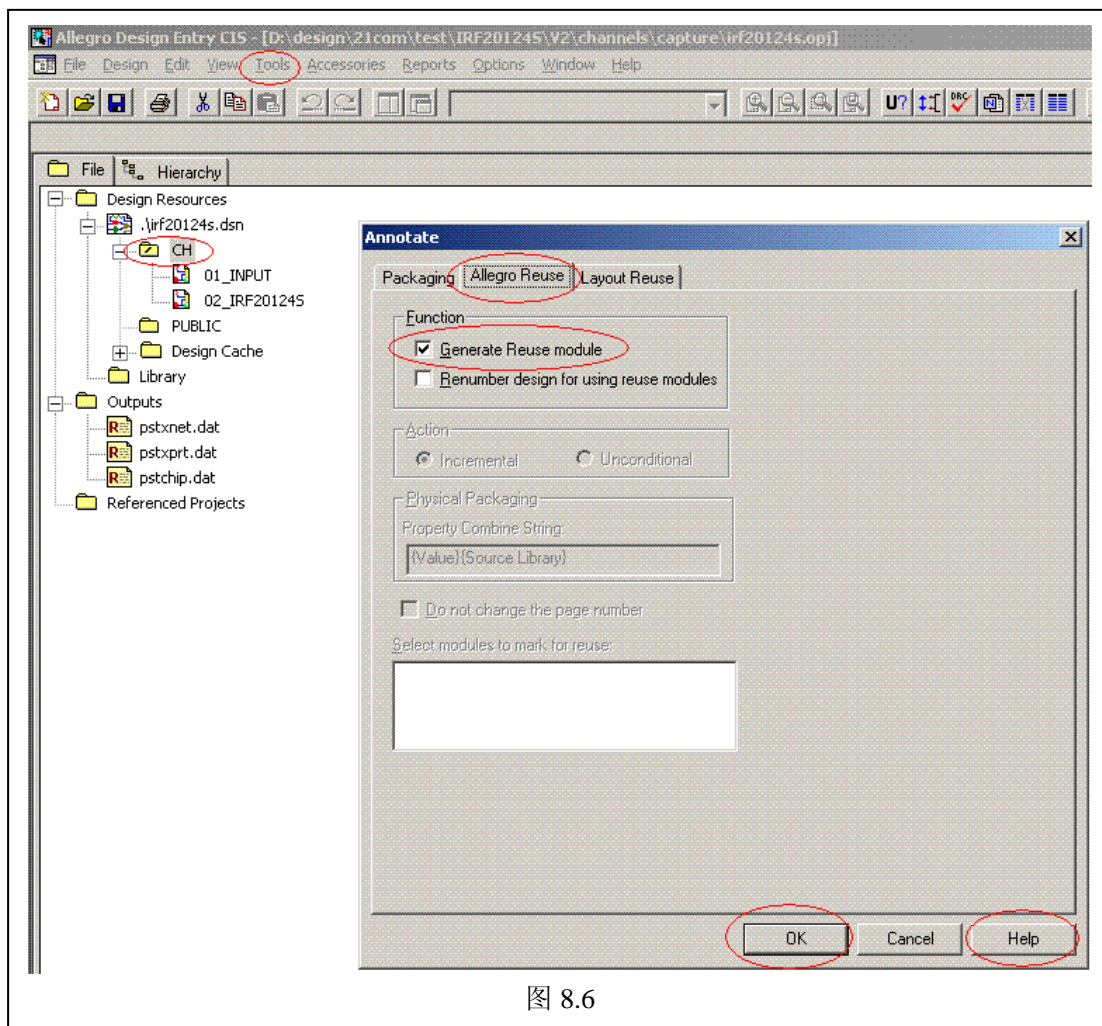 Allegro Design Entry CIS - [D:\design\21com\test\IRF20124S\V2\channels\capture\irf20124s.opj]
File Design Edit View Tools Accessories Reports Options Window Help
U? DRC N
File Hierarchy
Design Resources
.\irf20124s.dsn
CH
01_INPUT
02_IRF20124S
PUBLIC
Design Cache
Library
Outputs
R pstxnet.dat
R pstxprt.dat
R pstchip.dat
Referenced Projects
Annotate
Packaging Allegro Reuse Layout Reuse
Function
Generate Reuse module
Renumber design for using reuse modules
Action
Incremental Unconditional
Physical Packaging
Property Combine String:
{Value}{Source Library}
Do not change the page number
Select modules to mark for reuse:
OK Cancel Help
图 8.6